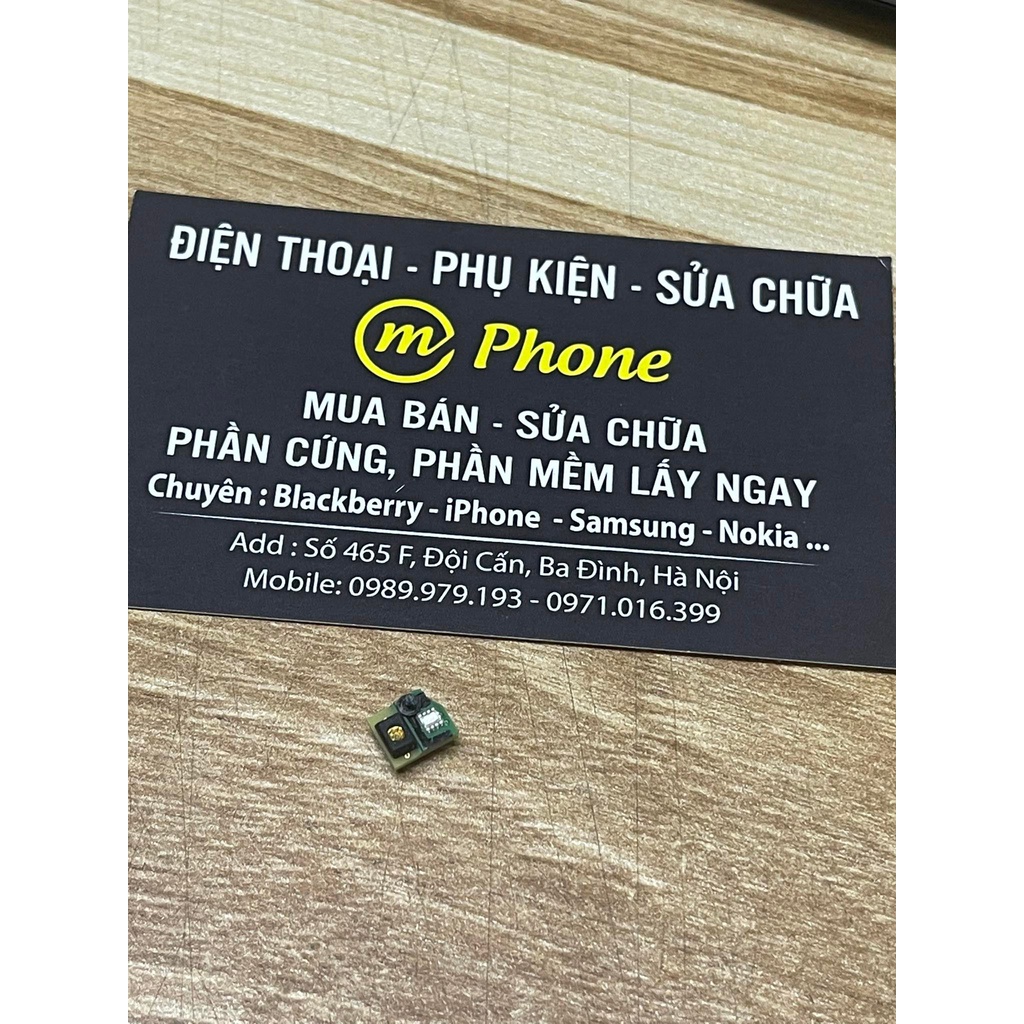 ĐIỆN THOẠI - PHỤ KIỆN - SỬA CHỮA
m Phone
MUA BÁN - SỬA CHỮA
PHẦN CỨNG, PHẦN MỀM LẤY NGAY
Chuyên : Blackberry - iPhone - Samsung - Nokia ...
Add : Số 465 F, Đội Cấn, Ba Đình, Hà Nội
Mobile: 0989.979.193 - 0971.016.399